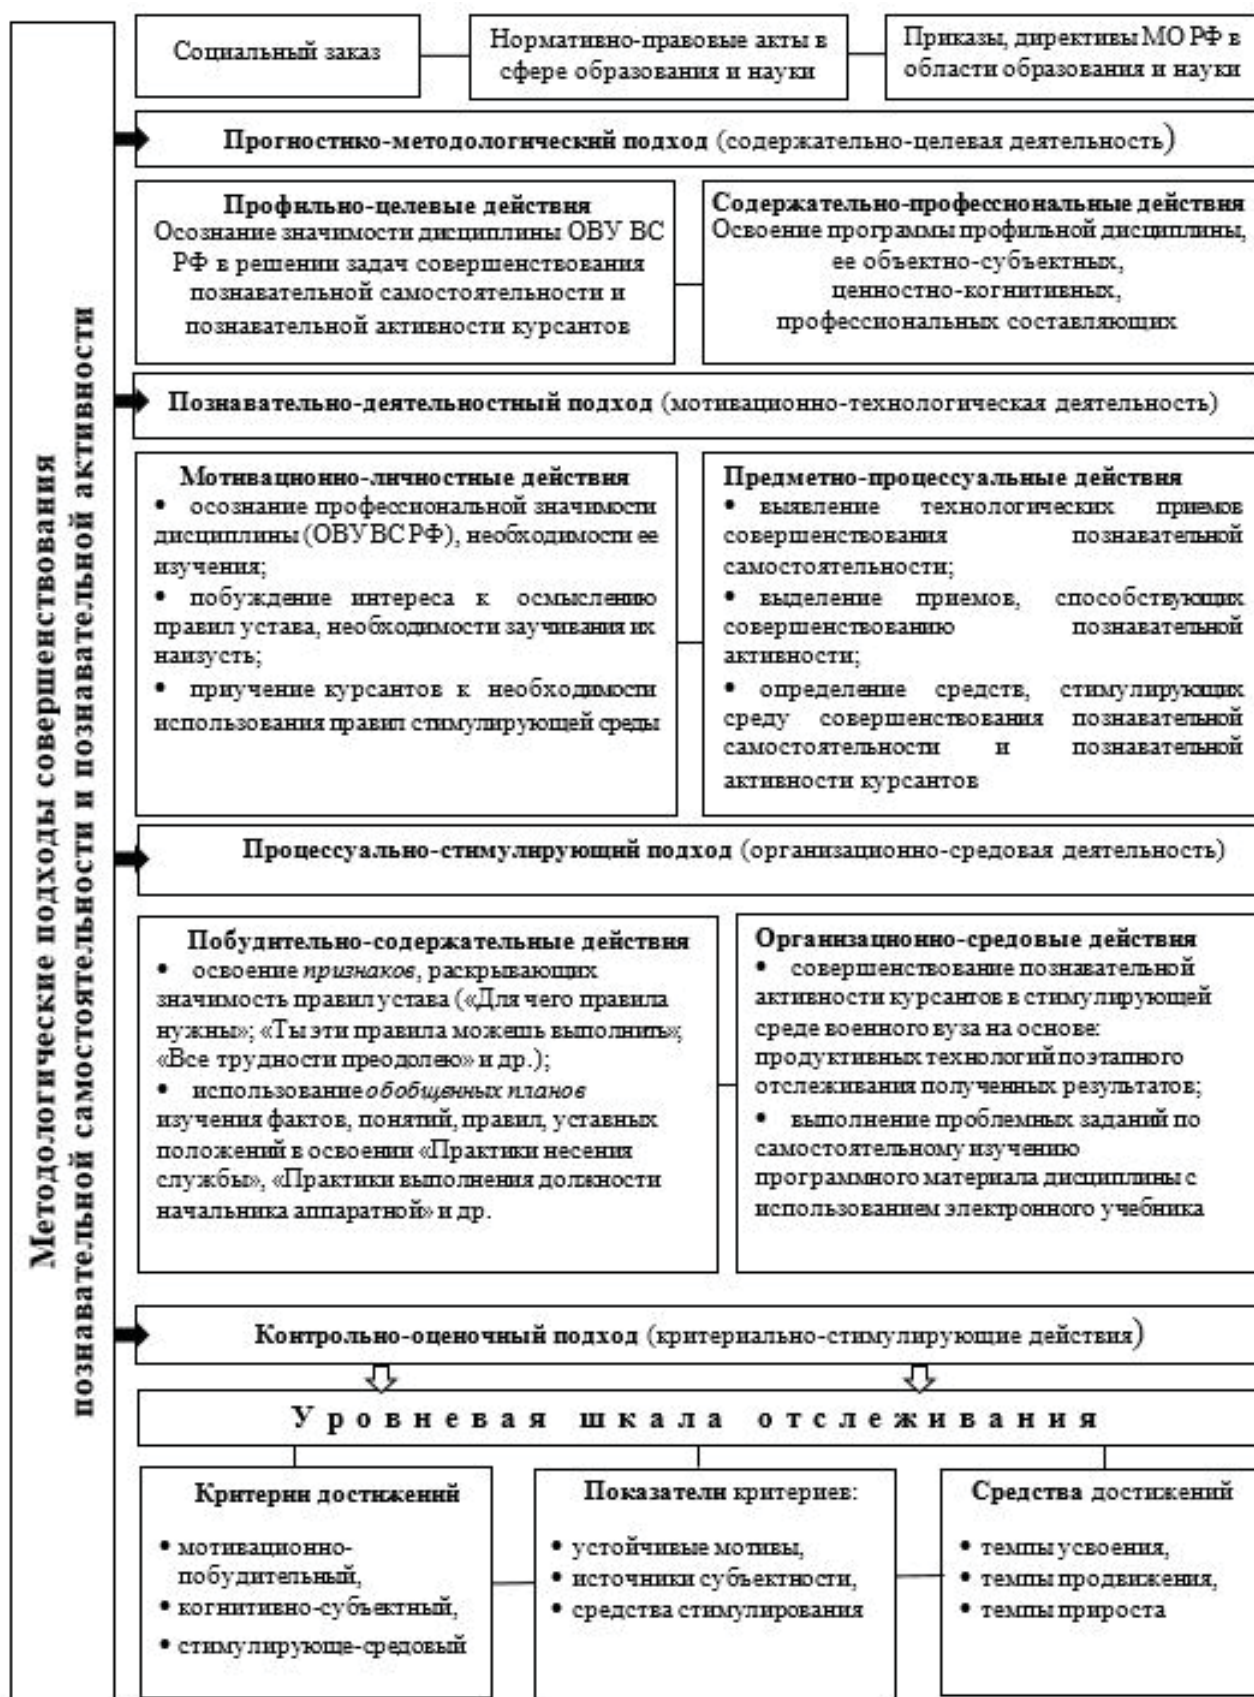 Методологические подходы совершенствования
познавательной самостоятельности и познавательной активности
Социальный заказ
Нормативно-правовые акты в
сфере образования и науки
Приказы, директивы МО РФ в
области образования и науки
Прогностико-методологический подход (содержательно-целевая деятельность)
Профильно-целевые действия
Осознание значимости дисциплины ОВУ ВС
РФ в решении задач совершенствования
познавательной самостоятельности и
познавательной активности курсантов
Содержательно-профессиональные действия
Освоение программы профильной дисциплины,
ее объектно-субъектных,
ценностно-когнитивных,
профессиональных составляющих
Познавательно-деятельностный подход (мотивационно-технологическая деятельность)
Мотивационно-личностные действия
• осознание профессиональной значимости
дисциплины (ОВУ ВС РФ), необходимости ее
изучения;
• побуждение интереса к осмыслению
правил устава, необходимости заучивания их
наизусть;
• приучение курсантов к необходимости
использования правил стимулирующей среды
Предметно-процессуальные действия
• выявление технологических приемов
совершенствования познавательной
самостоятельности;
• выделение приемов, способствующих
совершенствованию познавательной
активности;
• определение средств, стимулирующих
среду совершенствования познавательной
самостоятельности и познавательной
активности курсантов
Процессуально-стимулирующий подход (организационно-средовая деятельность)
Побудительно-содержательные действия
• освоение признаков, раскрывающих
значимость правил устава («Для чего правила
нужны»; «Ты эти правила можешь выполнить»;
«Все трудности преодолею» и др.);
• использование обобщенных планов
изучения фактов, понятий, правил, уставных
положений в освоении «Практики несения
службы», «Практики выполнения должности
начальника аппаратной» и др.
Организационно-средовые действия
• совершенствование познавательной
активности курсантов в стимулирующей
среде военного вуза на основе:
продуктивных технологий поэтапного
отслеживания полученных результатов;
• выполнение проблемных заданий по
самостоятельному изучению
программного материала дисциплины с
использованием электронного учебника
Контрольно-оценочный подход (критериально-стимулирующие действия)
Уровневая шкала отслеживания
Критерии достижений
• мотивационно-
побудительный,
• когнитивно-субъектный,
• стимулирующе-средовый
Показатели критериев:
• устойчивые мотивы,
• источники субъектности,
• средства стимулирования
Средства достижений
• темпы усвоения,
• темпы продвижения,
• темпы прироста